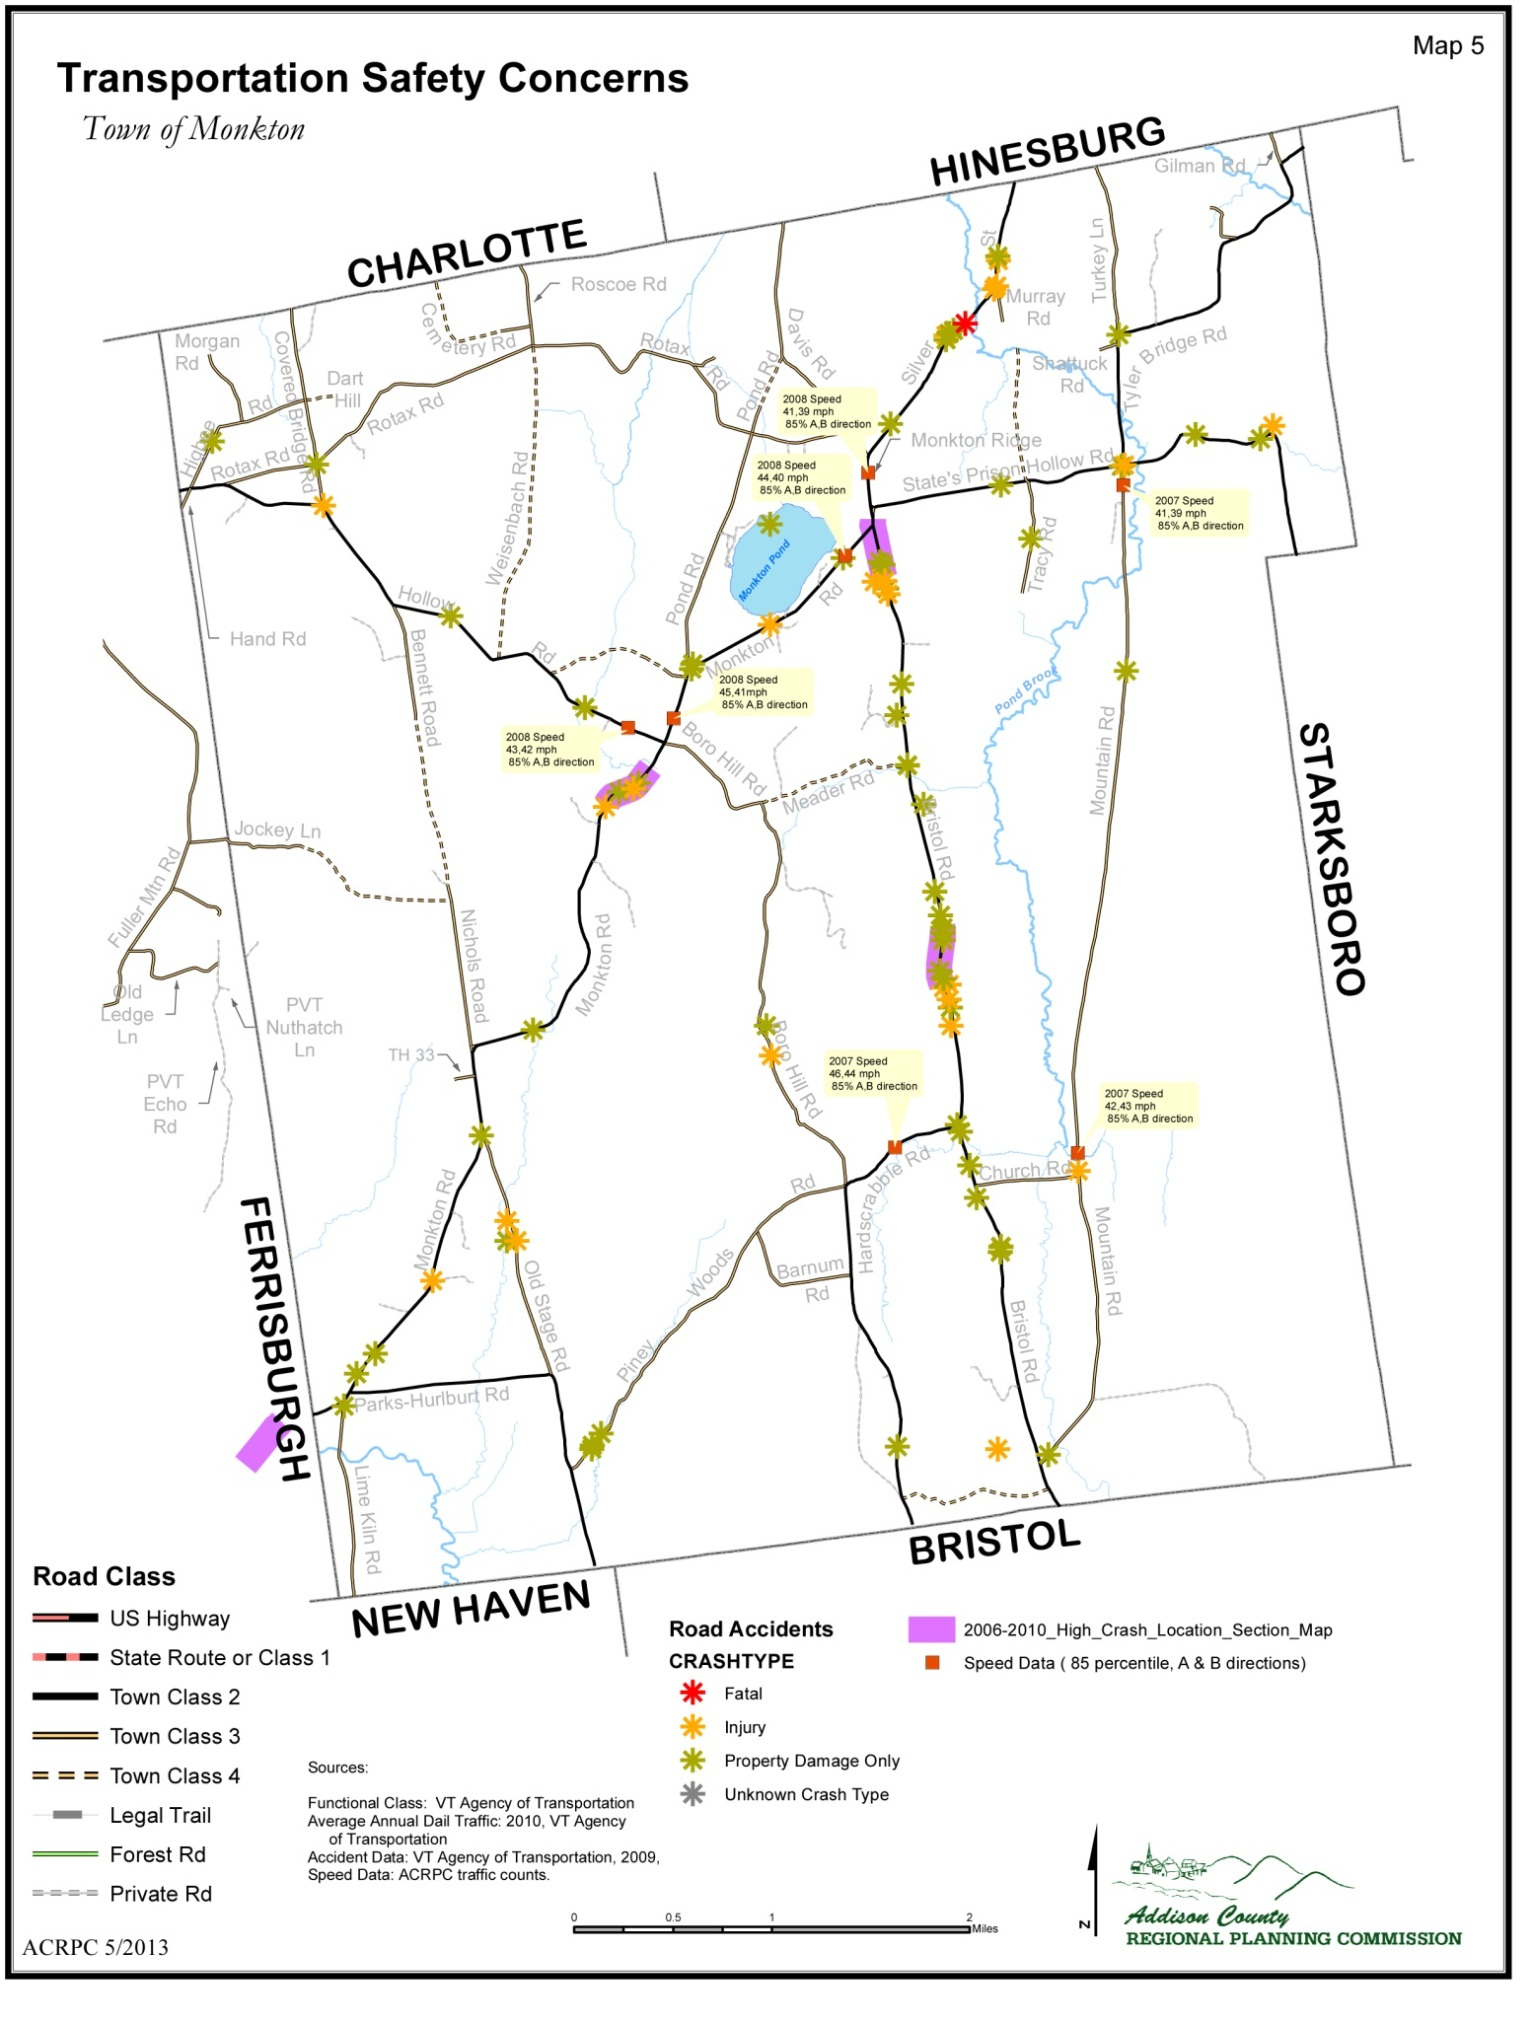 Map 5
Transportation Safety Concerns
Town of Monkton
HINESBURG
Gilman Rd
CHARLOTTE
St
Turkey Ln
Roscoe Rd
Murray
Rd
Cemetery Rd
Davis Rd
Morgan
Rd
Covered Bridge Rd
Rotax
Rd
Silver
Shattuck
Rd
Tyler Bridge Rd
Dart
Hill
Pond Rd
Rd
Rotax Rd
2008 Speed
41,39 mph
85% A,B direction
Higbee
Monkton Ridge
Rotax Rd
2008 Speed
44,40 mph
85% A,B direction
State's Prison Hollow Rd
Weisenbach Rd
2007 Speed
41,39 mph
85% A,B direction
Monkton Pond
Tracy Rd
Pond Rd
Rd
Hollow
Hand Rd
Bennett Road
Rd
Monkton
2008 Speed
45,41mph
85% A,B direction
Pond Brook
2008 Speed
43,42 mph
85% A,B direction
Boro Hill Rd
Mountain Rd
STARKSBORO
Meader Rd
Jockey Ln
Bristol Rd
Fuller Mtn Rd
Nichols Road
Monkton Rd
Old
Ledge
Ln
PVT
Nuthatch
Ln
Boro Hill Rd
TH 33
2007 Speed
46,44 mph
85% A,B direction
PVT
Echo
Rd
2007 Speed
42,43 mph
85% A,B direction
Church Rd
Hardscrabble Rd
Rd
Monkton Rd
Mountain Rd
FERRISBURGH
Woods
Barnum
Rd
Old Stage Rd
Bristol Rd
Piney
Parks-Hurlburt Rd
Lime Kiln Rd
BRISTOL
NEW HAVEN
Road Class
US Highway
State Route or Class 1
Town Class 2
Town Class 3
Town Class 4
Legal Trail
Forest Rd
Private Rd
Sources:
Functional Class: VT Agency of Transportation
Average Annual Dail Traffic: 2010, VT Agency
of Transportation
Accident Data: VT Agency of Transportation, 2009,
Speed Data: ACRPC traffic counts.
Road Accidents
CRASHTYPE
Fatal
Injury
Property Damage Only
Unknown Crash Type
2006-2010_High_Crash_Location_Section_Map
Speed Data ( 85 percentile, A & B directions)
0 0.5 1 2
Miles
N
Addison County
REGIONAL PLANNING COMMISSION
ACRPC 5/2013